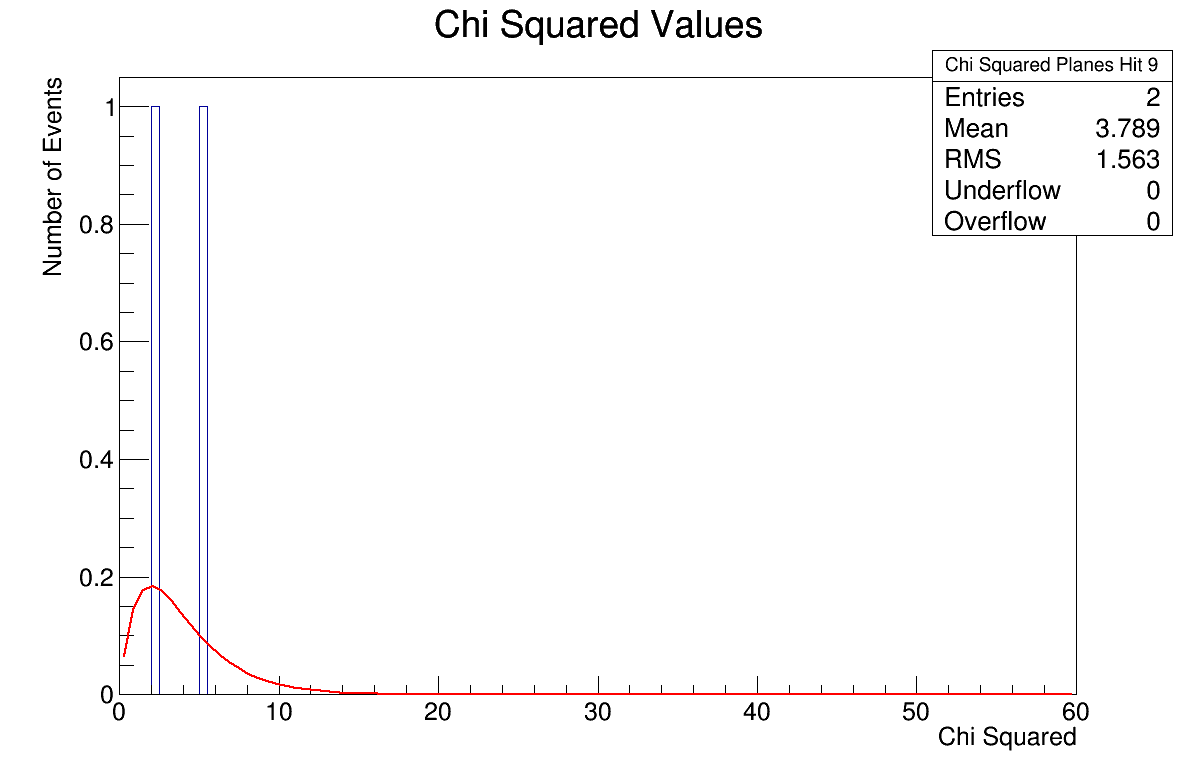 Chi Squared Values
Chi Squared Planes Hit 9
Entries 2
Mean 3.789
RMS 1.563
Underflow 0
Overflow 0
Number of Events
1
0.8
0.6
0.4
0.2
0
0 10 20 30 40 50 60
Chi Squared